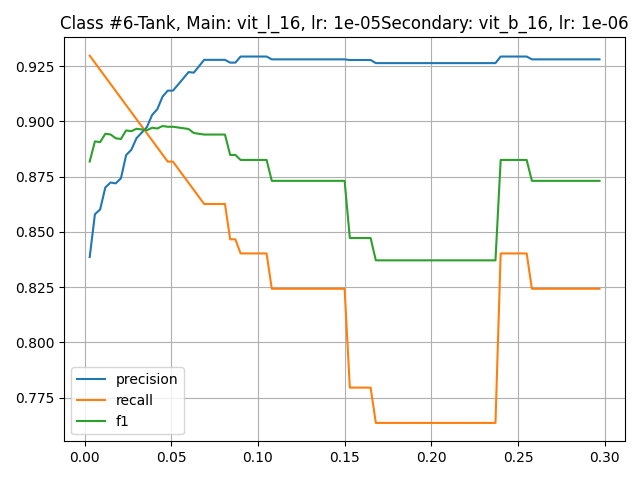 Class #6-Tank, Main: vit_l_16, lr: 1e-05Secondary: vit_b_16, lr: 1e-06
0.925
0.900
0.875
0.850
0.825
0.800
0.775
precision
recall
f1
0.00 0.05 0.10 0.15 0.20 0.25 0.30